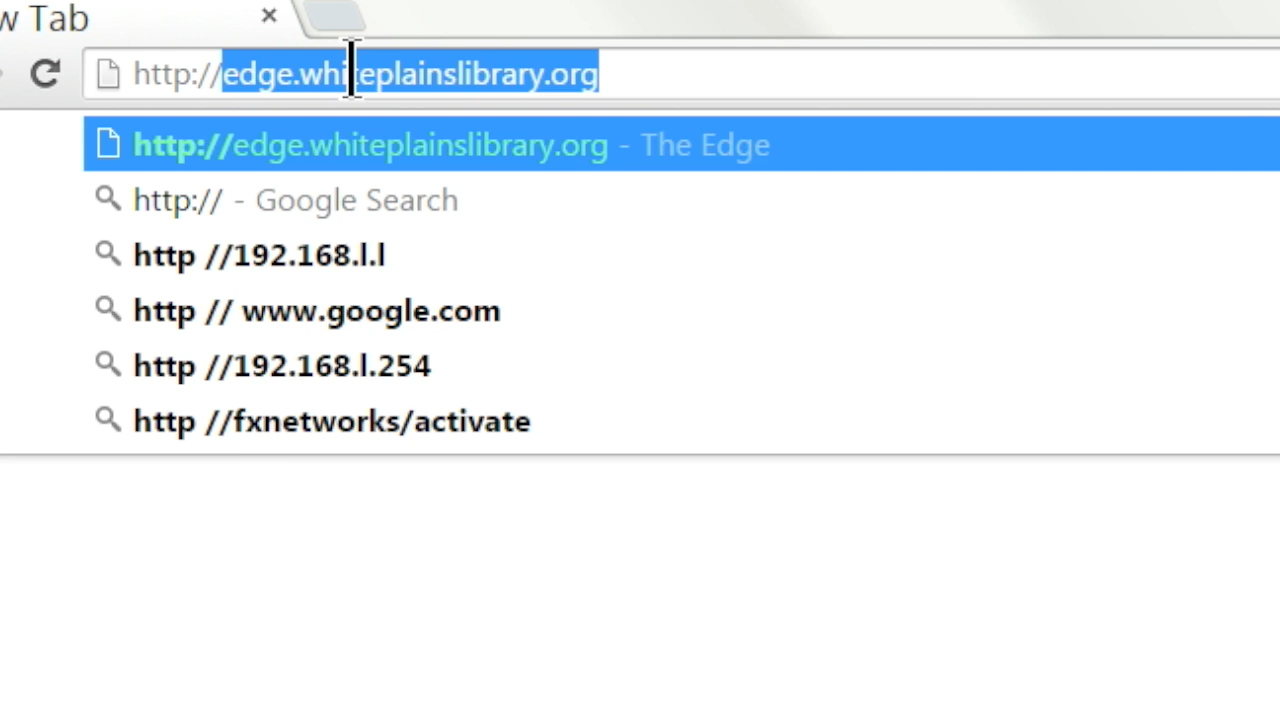 w Tab
http://edge.whiteplainslibrary.org
http://edge.whiteplainslibrary.org - The Edge
http:// - Google Search
http //192.168.l.l
http // www.google.com
http //192.168.l.254
http //fxnetworks/activate